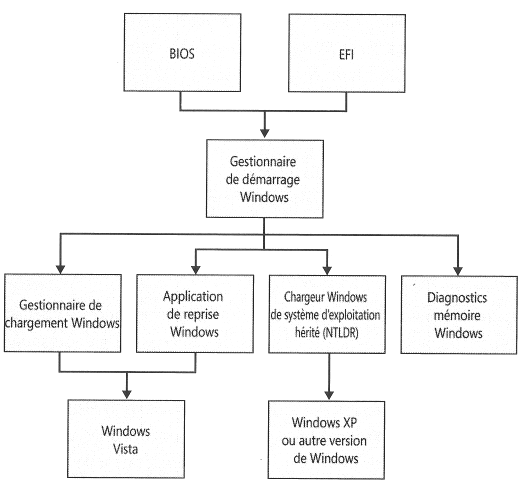 BIOS
EFI
Gestionnaire
de démarrage
Windows
Gestionnaire de
chargement Windows
Application
de reprise
Windows
Chargeur Windows
de système d'exploitation
hérité (NTLDR)
Diagnostics
mémoire
Windows
Windows
Vista
Windows XP
ou autre version
de Windows